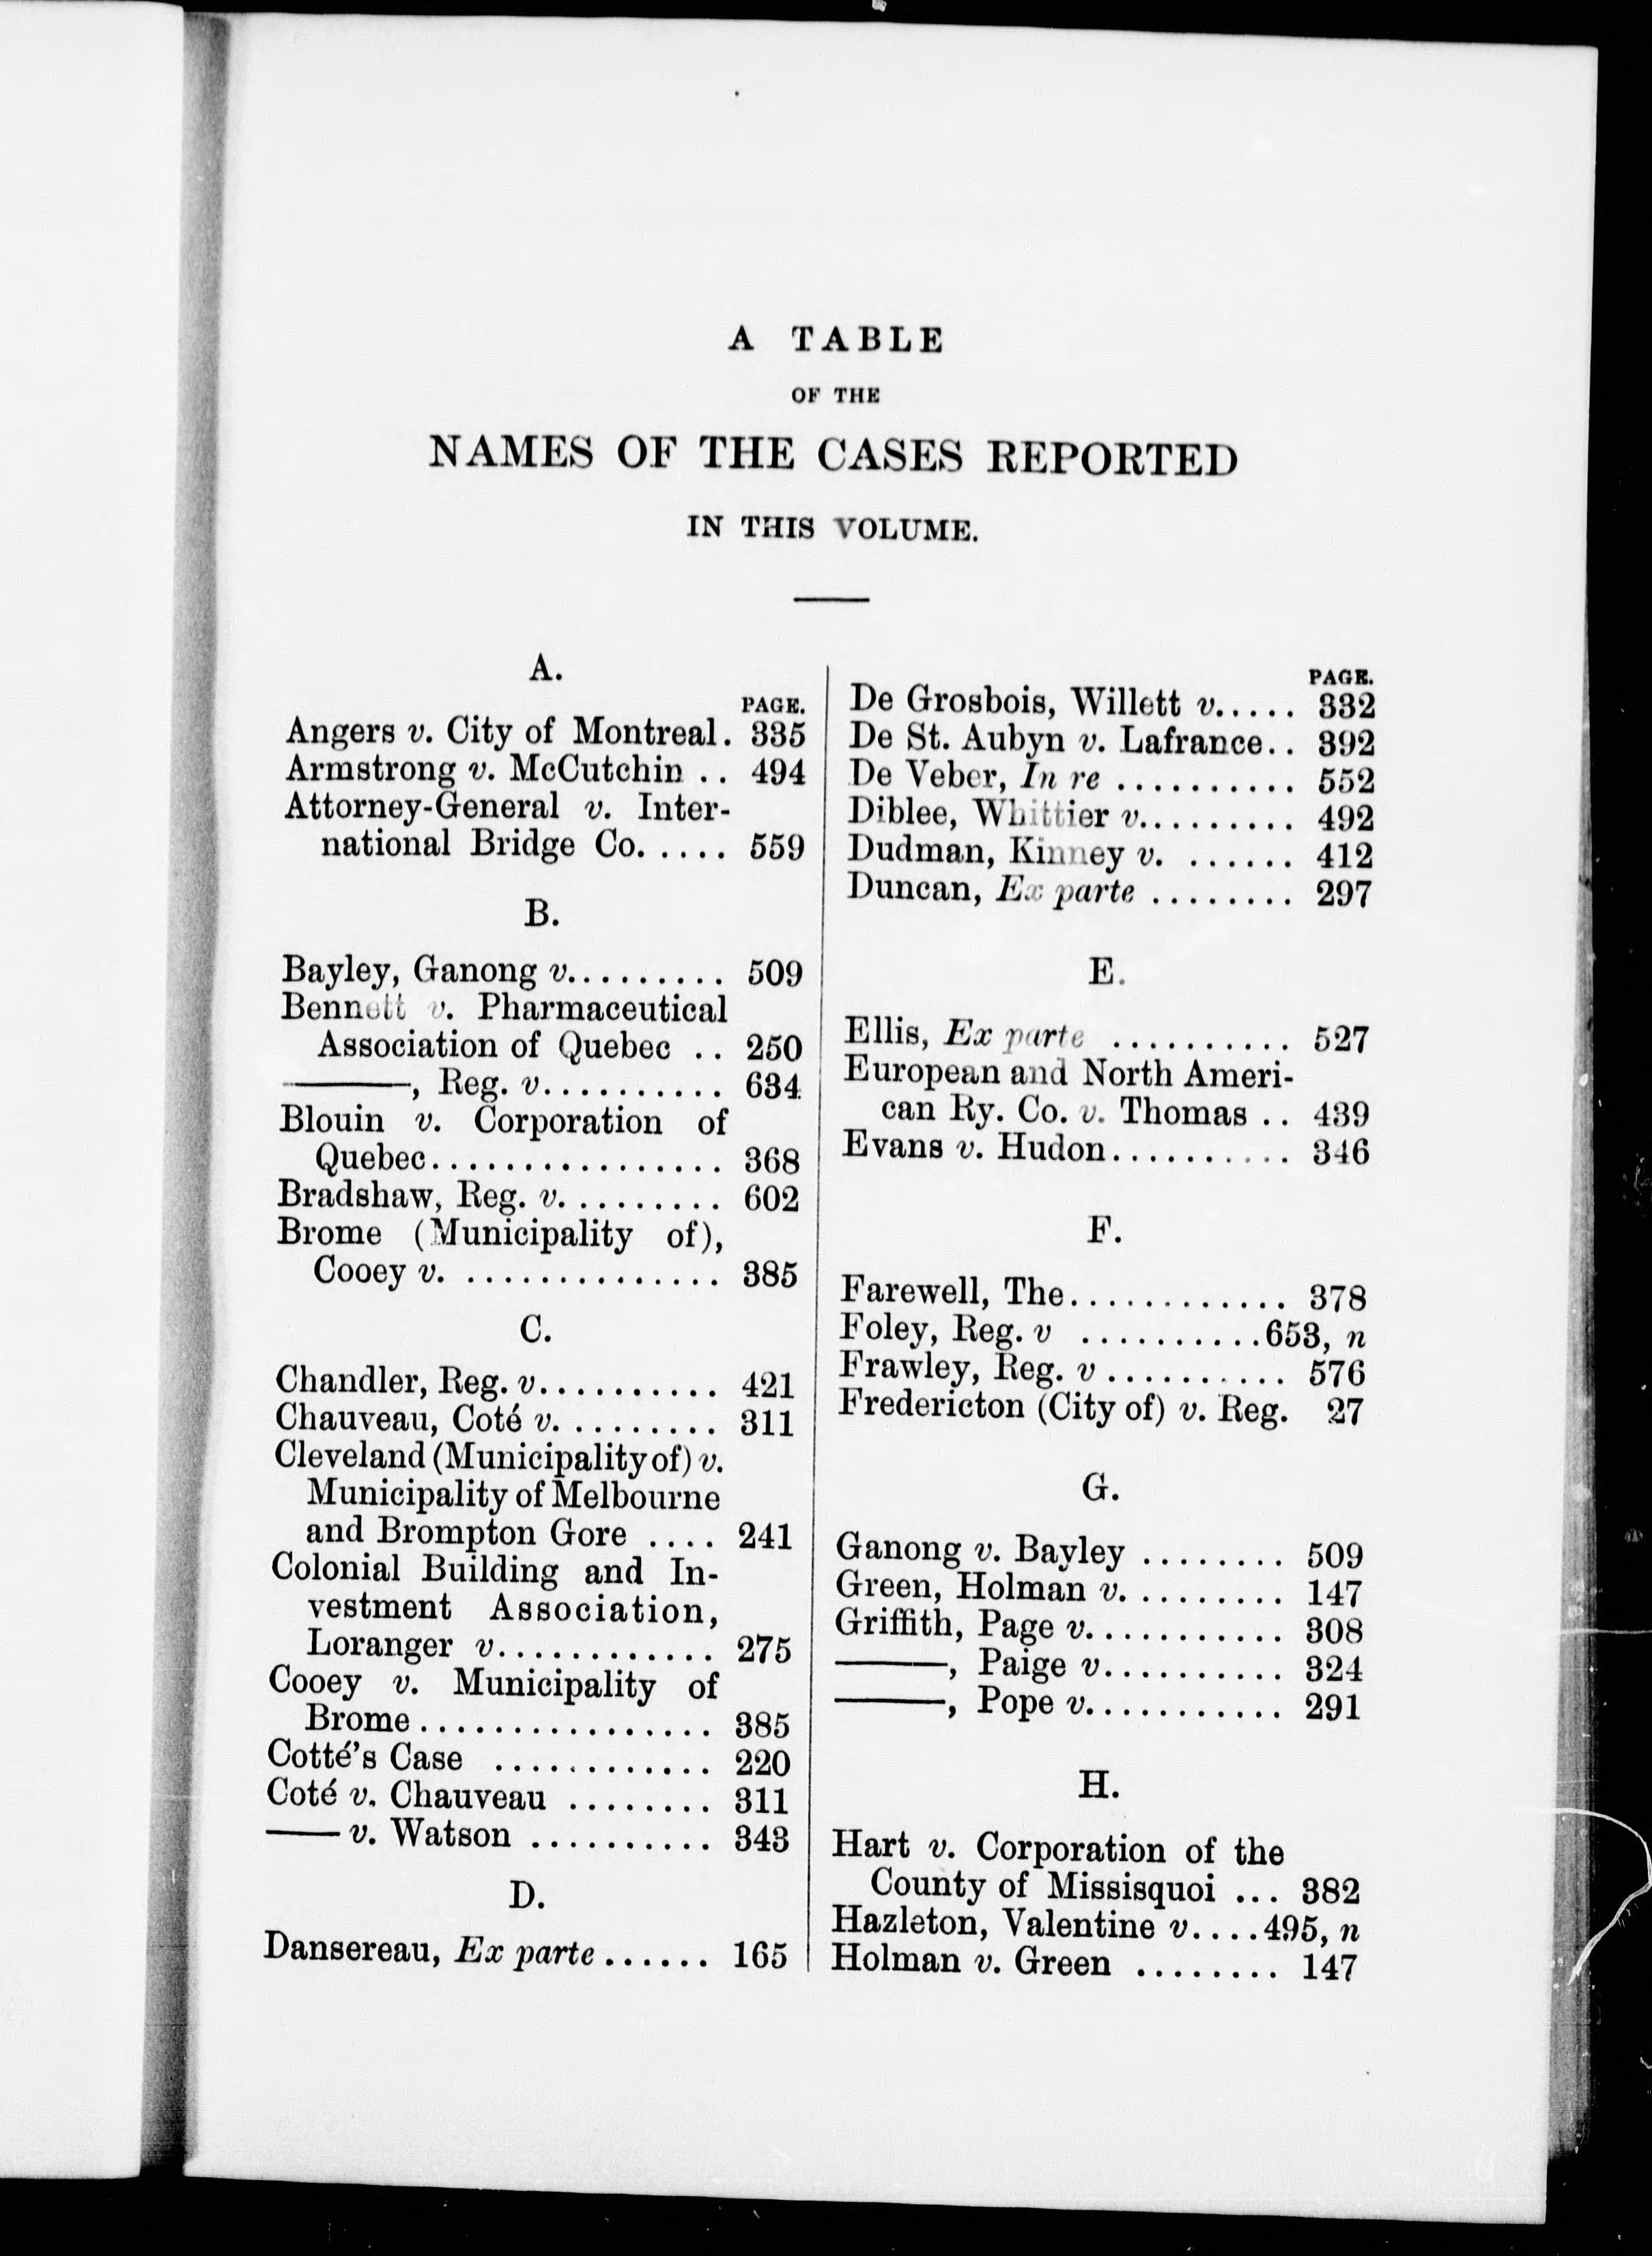 A TABLE
OF THE
NAMES OF THE CASES REPORTED
IN THIS VOLUME.
A.
PAGE.
Angers v. City of Montreal. 335
Armstrong v. McCutchin .. 494
Attorney-General v. Inter-
national Bridge Co. .... 559
B.
Bayley, Ganong v......... 509
Bennett v. Pharmaceutical
Association of Quebec .. 250
———, Reg. v.......... 634
Blouin v. Corporation of
Quebec................ 368
Bradshaw, Reg. v......... 602
Brome (Municipality of),
Cooey v. .............. 385
C.
Chandler, Reg. v.......... 421
Chauveau, Coté v......... 311
Cleveland (Municipality of) v.
Municipality of Melbourne
and Brompton Gore .... 241
Colonial Building and In-
vestment Association,
Loranger v............ 275
Cooey v. Municipality of
Brome................ 385
Cotté's Case ............ 220
Coté v. Chauveau ........ 311
—— v. Watson .......... 343
D.
Dansereau, Ex parte...... 165
PAGE.
De Grosbois, Willett v..... 332
De St. Aubyn v. Lafrance.. 392
De Veber, In re .......... 552
Diblee, Whittier v......... 492
Dudman, Kinney v. ...... 412
Duncan, Ex parte ........ 297
E.
Ellis, Ex parte .......... 527
European and North Ameri-
can Ry. Co. v. Thomas .. 439
Evans v. Hudon.......... 346
F.
Farewell, The............ 378
Foley, Reg. v ..........653, n
Frawley, Reg. v .......... 576
Fredericton (City of) v. Reg. 27
G.
Ganong v. Bayley ........ 509
Green, Holman v......... 147
Griffith, Page v........... 308
———, Paige v.......... 324
———, Pope v........... 291
H.
Hart v. Corporation of the
County of Missisquoi ... 382
Hazleton, Valentine v....495, n
Holman v. Green ........ 147